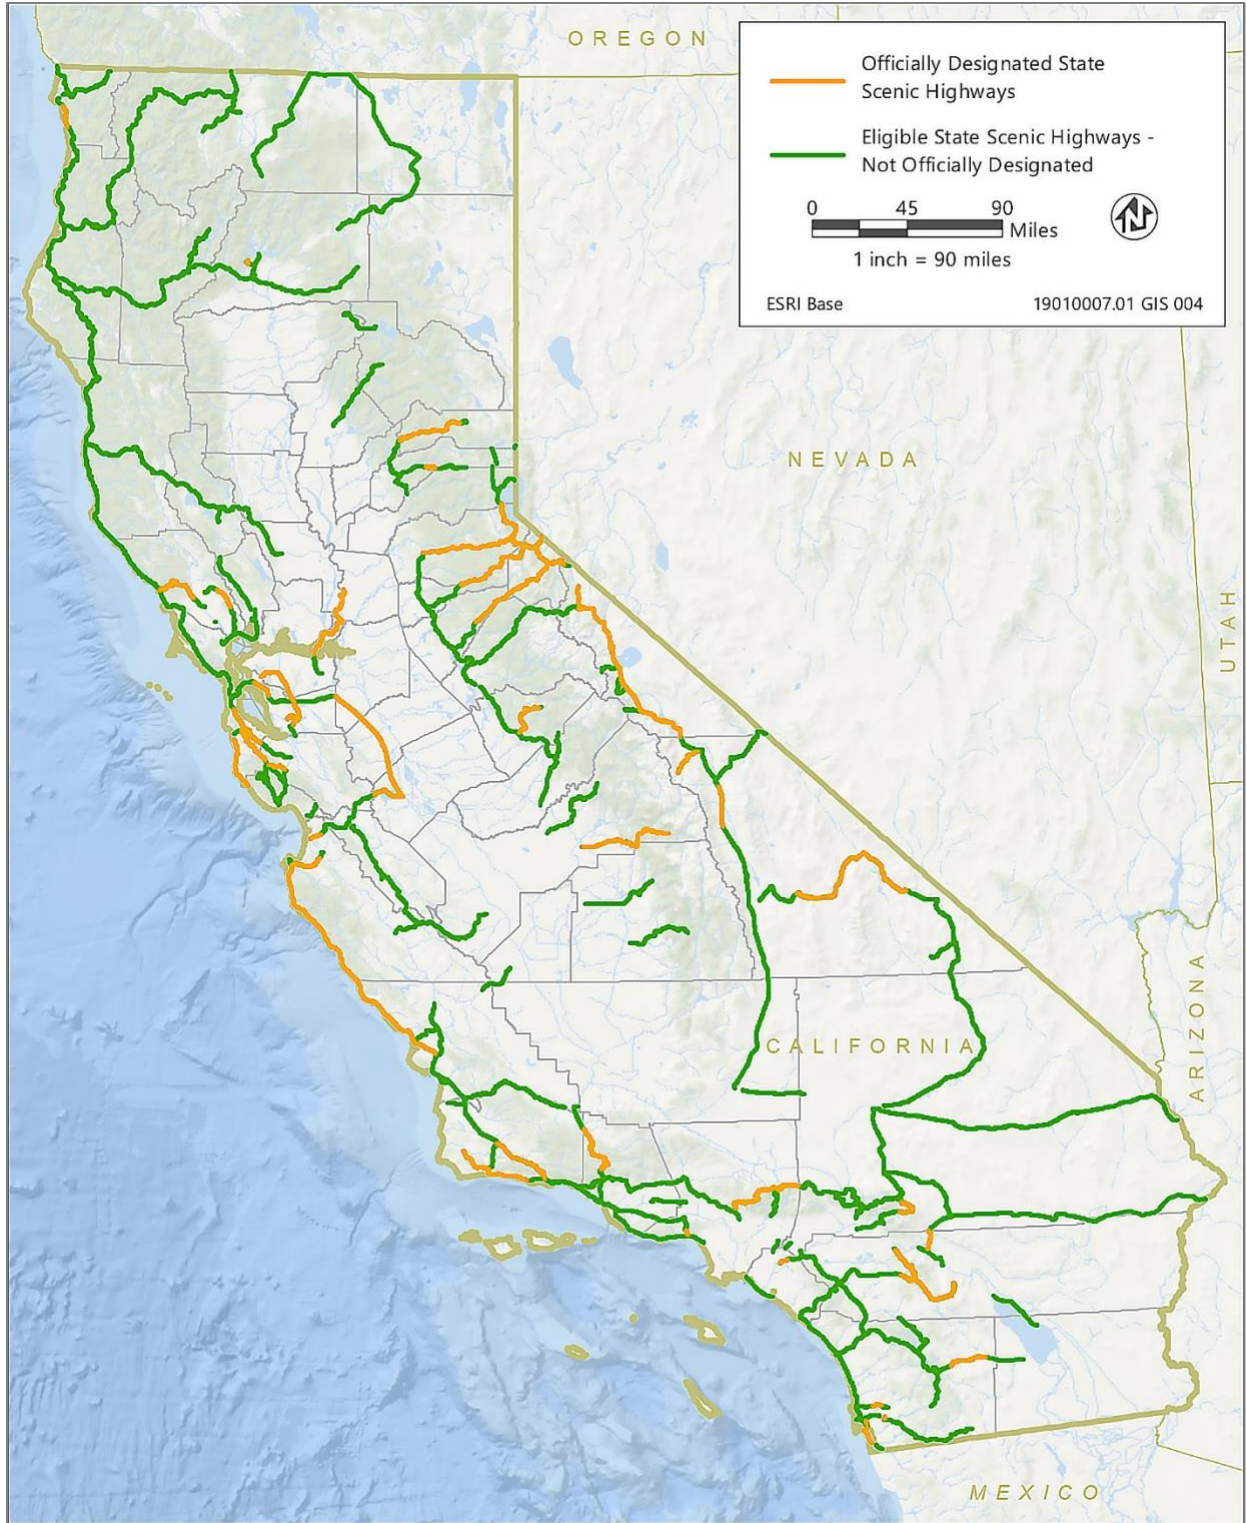 OREGON
Officially Designated State
Scenic Highways
Eligible State Scenic Highways -
Not Officially Designated
0 45 90
Miles
N
1 inch = 90 miles
ESRI Base 19010007.01 GIS 004
NEVADA
UTAH
ARIZONA
CALIFORNIA
MEXICO